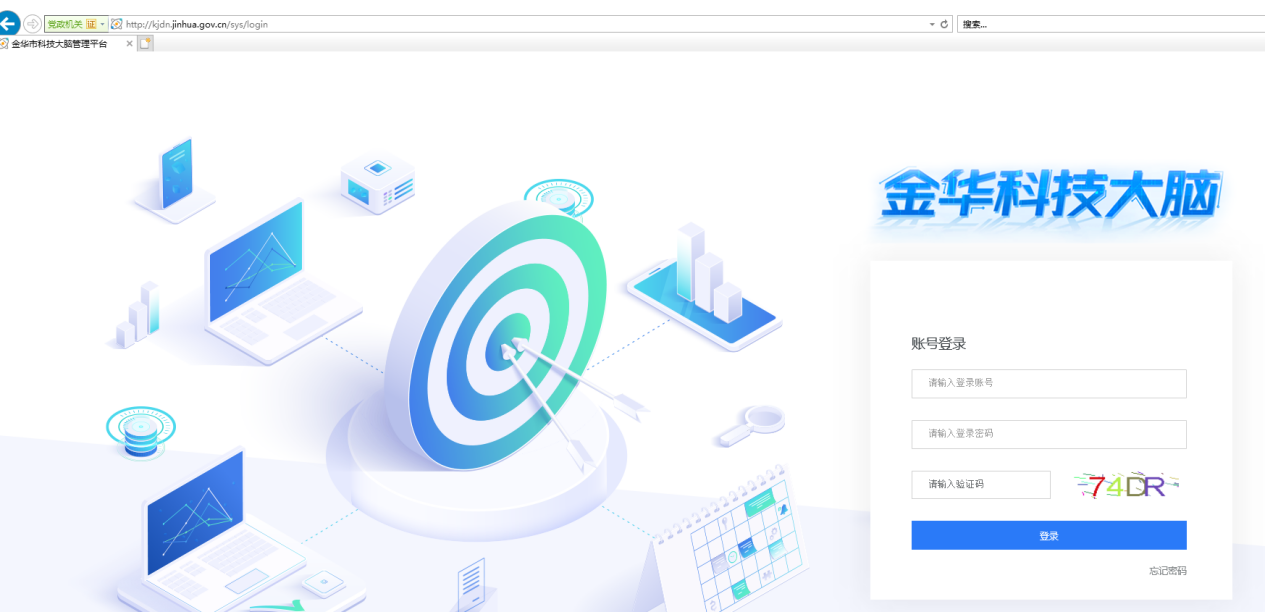 党政机关 证 http://kjdn.jinhua.gov.cn/sys/login 搜索...
金华市科技大脑管理平台
金华科技大脑
账号登录
请输入登录账号
请输入登录密码
请输入验证码 74DR
登录
忘记密码